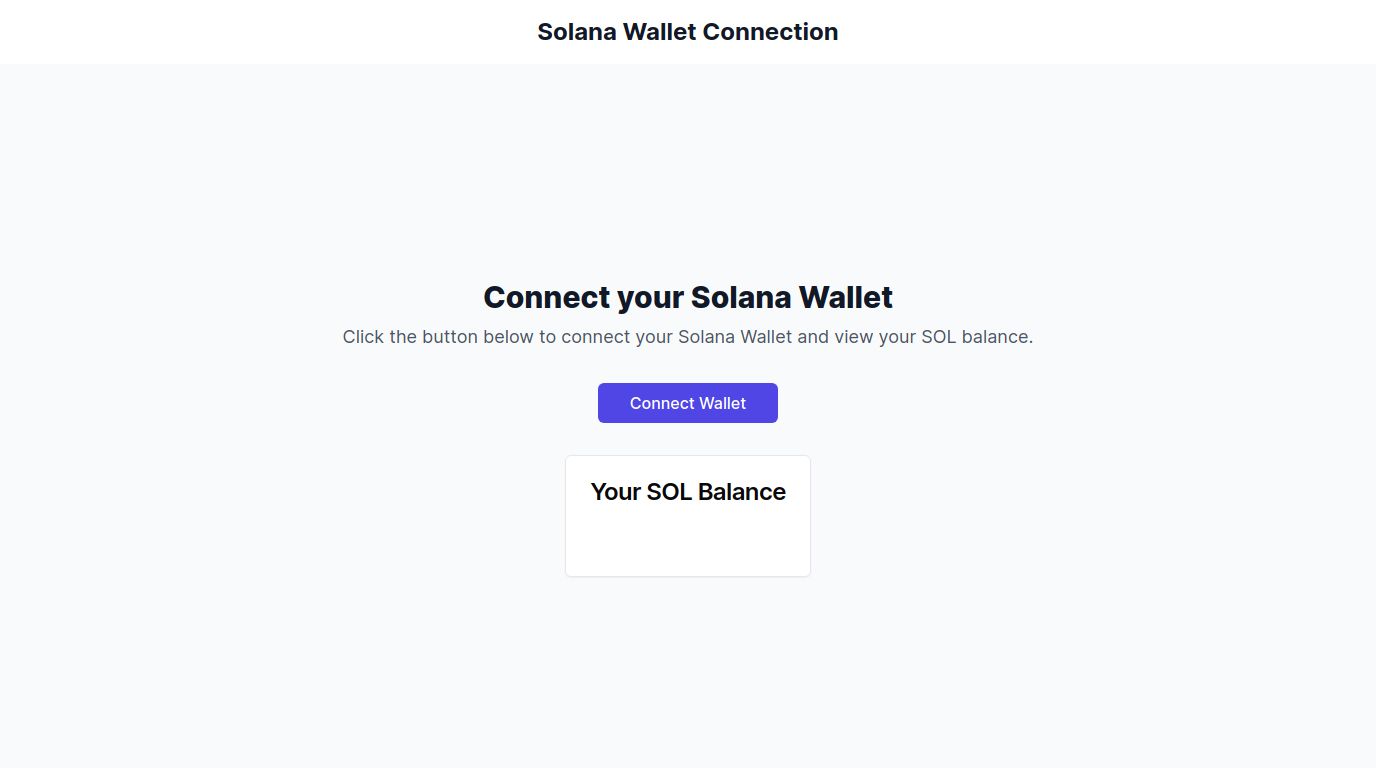 Solana Wallet Connection
Connect your Solana Wallet
Click the button below to connect your Solana Wallet and view your SOL balance.
Connect Wallet
Your SOL Balance